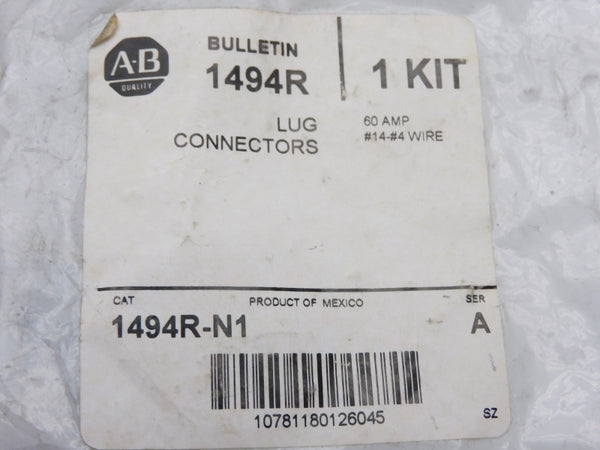 A-B
QUALITY
BULLETIN
1494R
1 KIT
LUG
CONNECTORS
60 AMP
#14-#4 WIRE
CAT
PRODUCT OF MEXICO
SER
1494R-N1
A
10781180126045
SZ